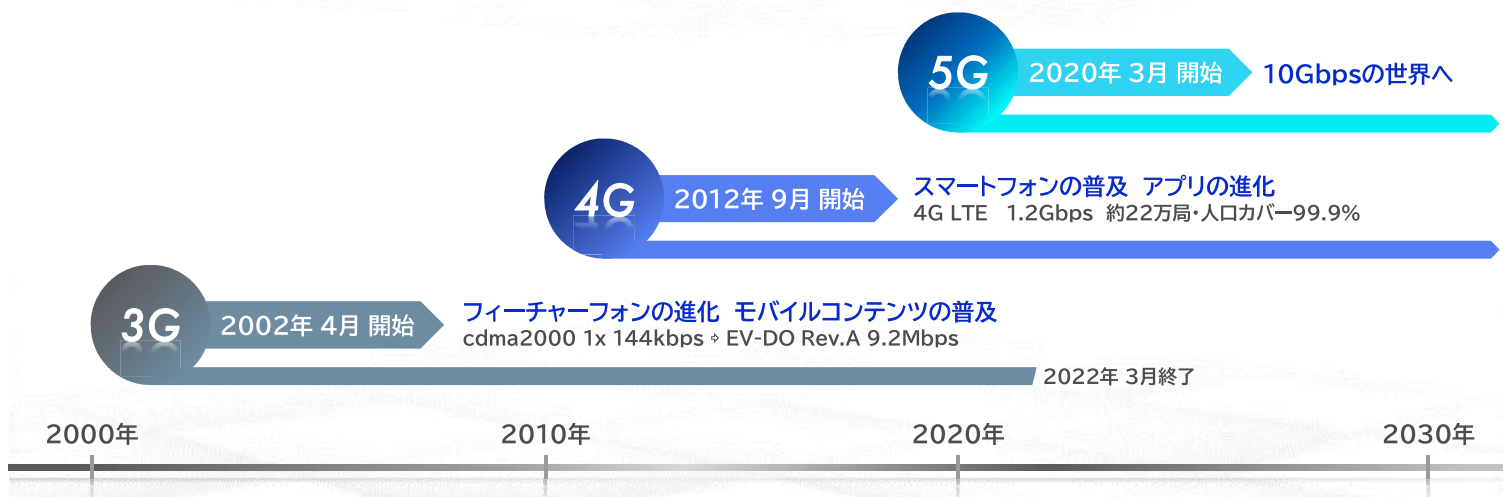 5G 2020年 3月 開始 10Gbpsの世界へ
4G 2012年 9月 開始 スマートフォンの普及 アプリの進化
4G LTE 1.2Gbps 約22万局・人口カバー99.9%
3G 2002年 4月 開始 フィーチャーフォンの進化 モバイルコンテンツの普及
cdma2000 1x 144kbps ⇨ EV-DO Rev.A 9.2Mbps
2022年 3月終了
2000年 2010年 2020年 2030年